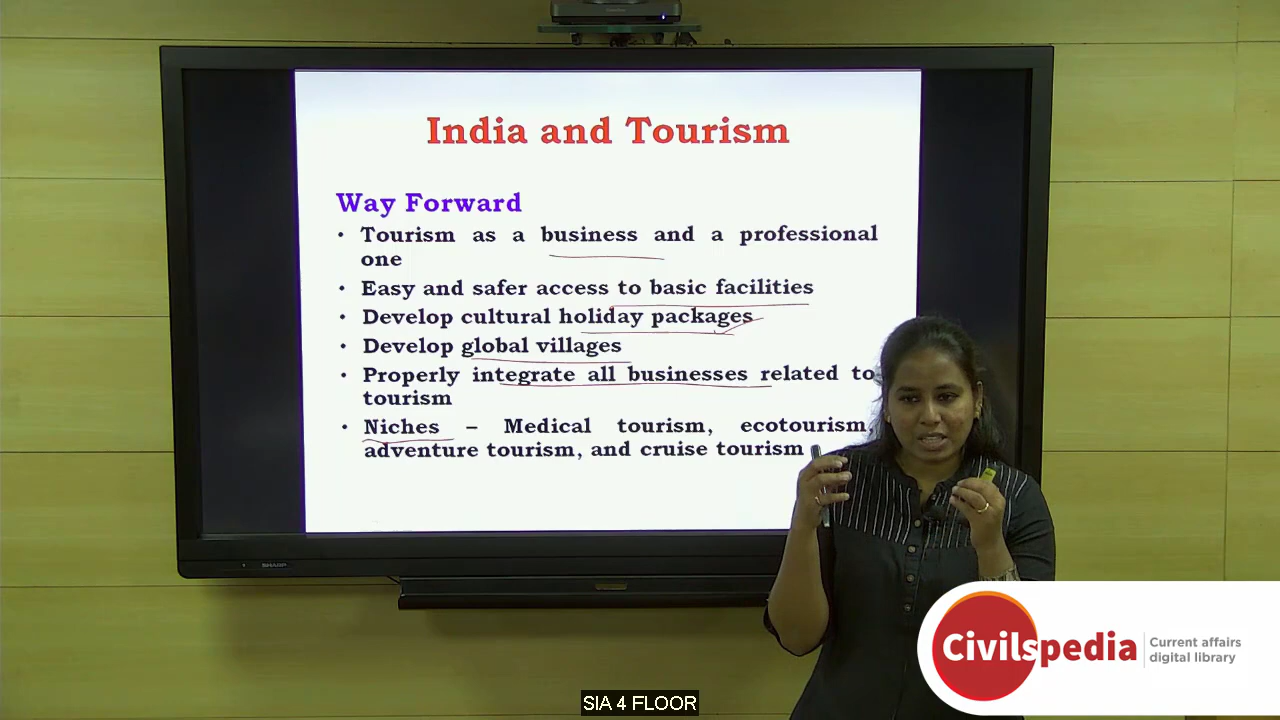 India and Tourism
Way Forward
• Tourism as a business and a professional
one
• Easy and safer access to basic facilities
• Develop cultural holiday packages
• Develop global villages
• Properly integrate all businesses related to
tourism
• Niches – Medical tourism, ecotourism,
adventure tourism, and cruise tourism
SHARP
Civilspedia
Current affairs
digital library
SIA 4 FLOOR